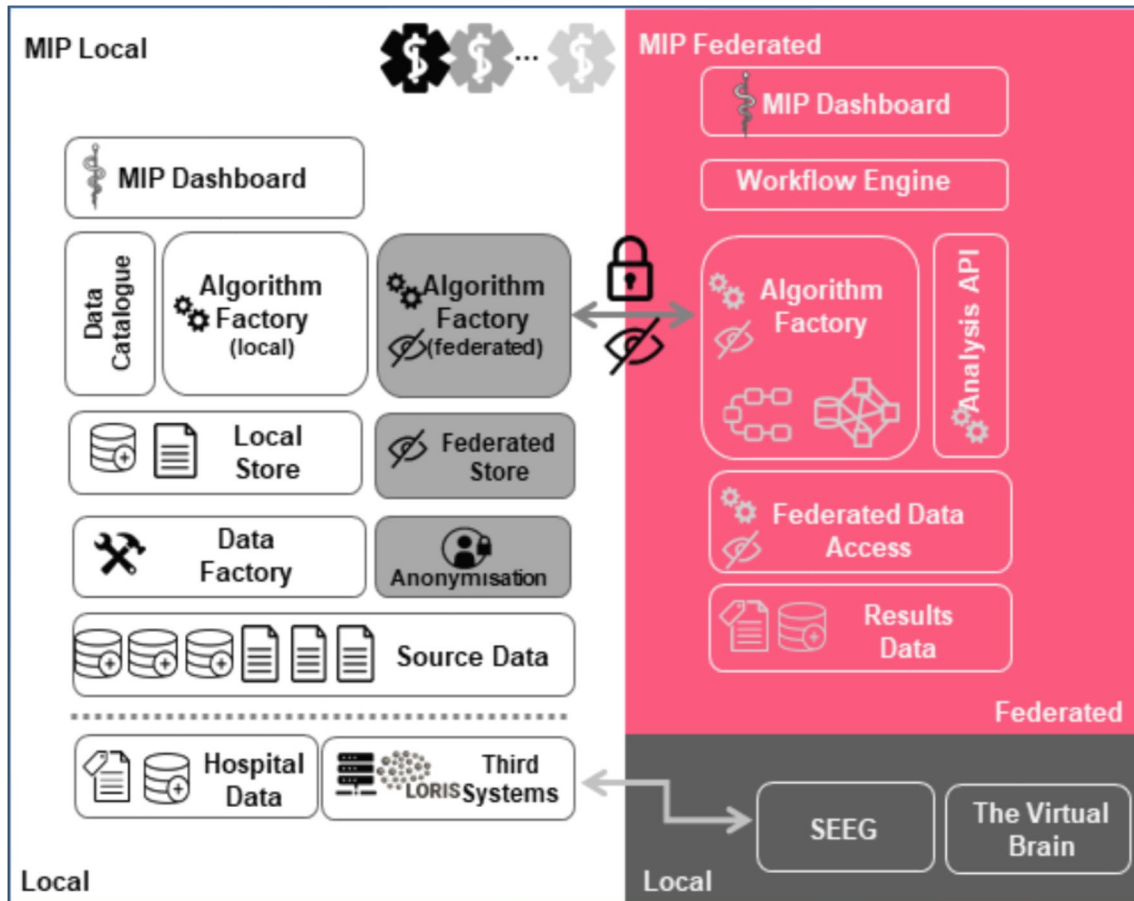 MIP Local
...
MIP Dashboard
Data
Catalogue
Algorithm
Factory
(local)
Algorithm
Factory
(federated)
Local
Store
Federated
Store
Data
Factory
Anonymisation
Source Data
Hospital
Data
LORIS
Third
Systems
Local
MIP Federated
MIP Dashboard
Workflow Engine
Algorithm
Factory
Analysis API
Federated Data
Access
Results
Data
Federated
SEEG
The Virtual
Brain
Local